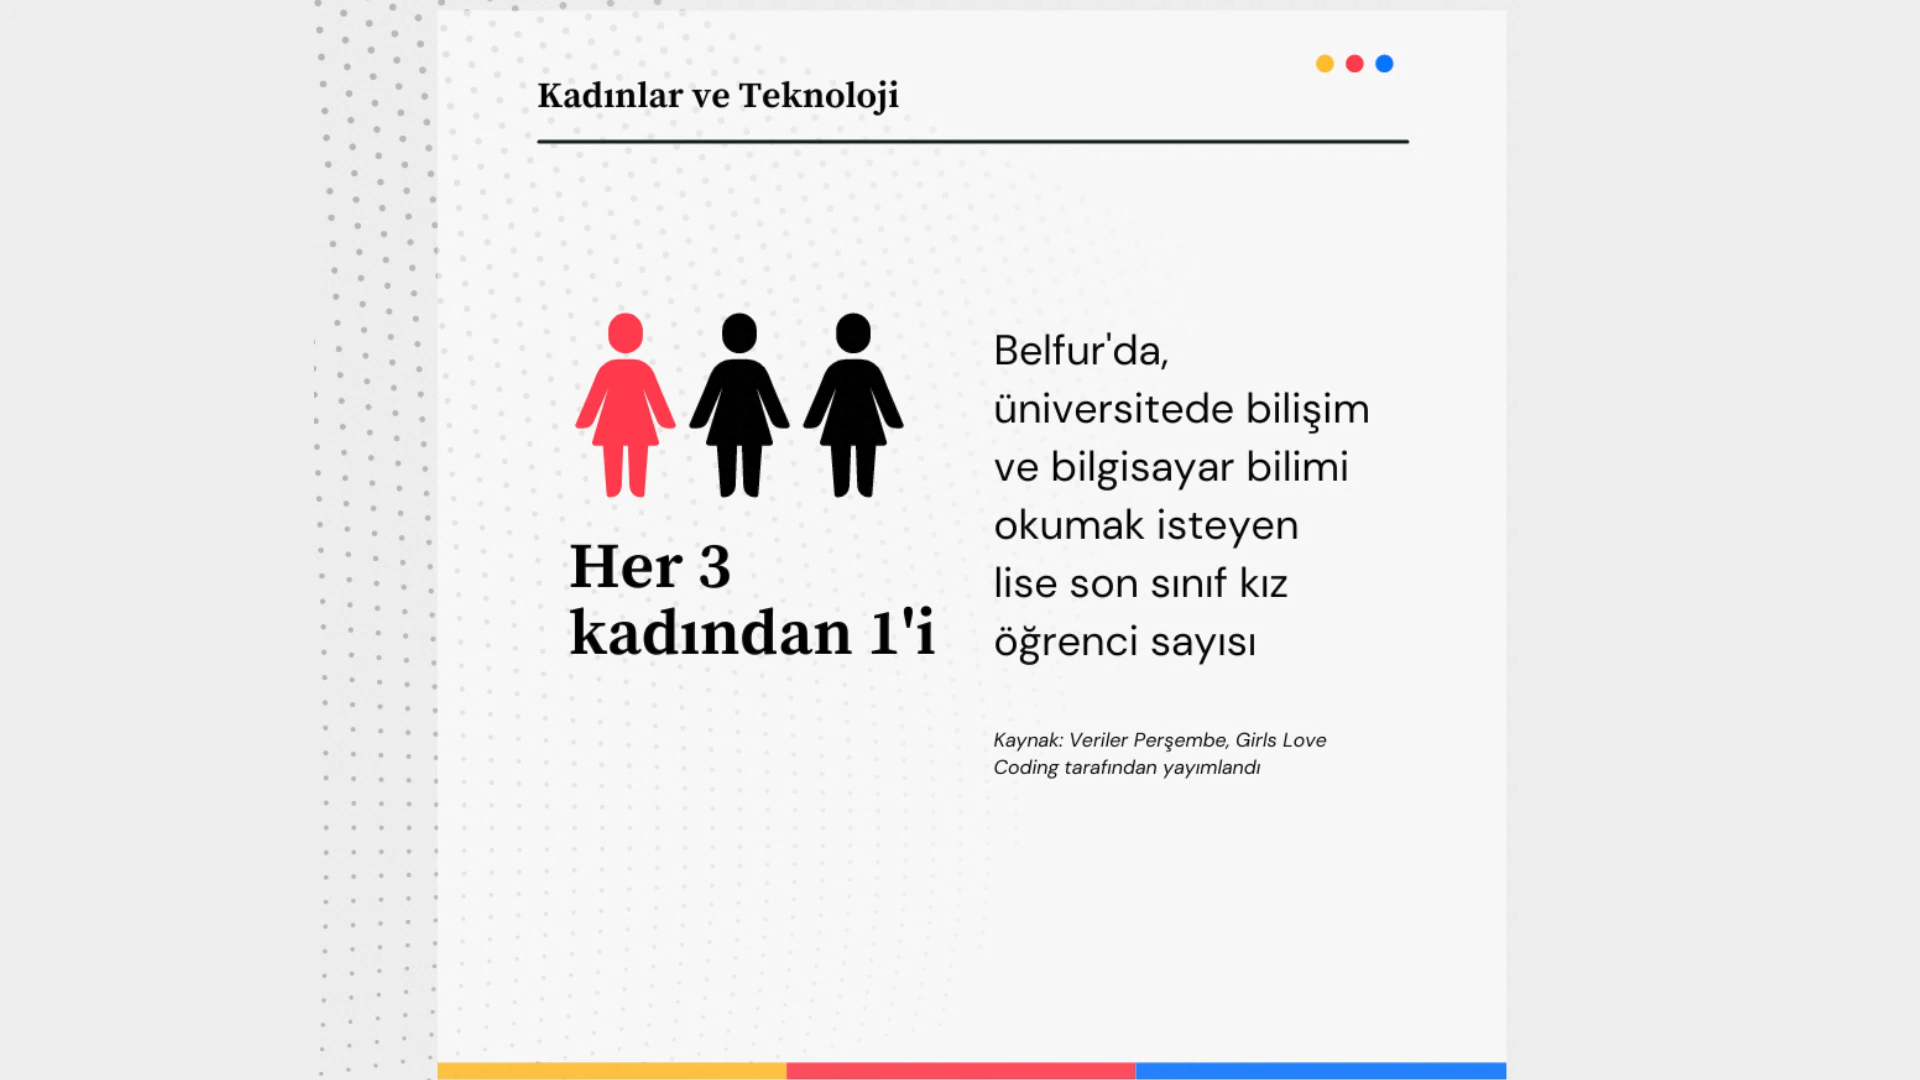 Kadınlar ve Teknoloji
Her 3
kadından 1'i
Belfur'da,
üniversitede bilişim
ve bilgisayar bilimi
okumak isteyen
lise son sınıf kız
öğrenci sayısı
Kaynak: Veriler Perşembe, Girls Love
Coding tarafından yayımlandı